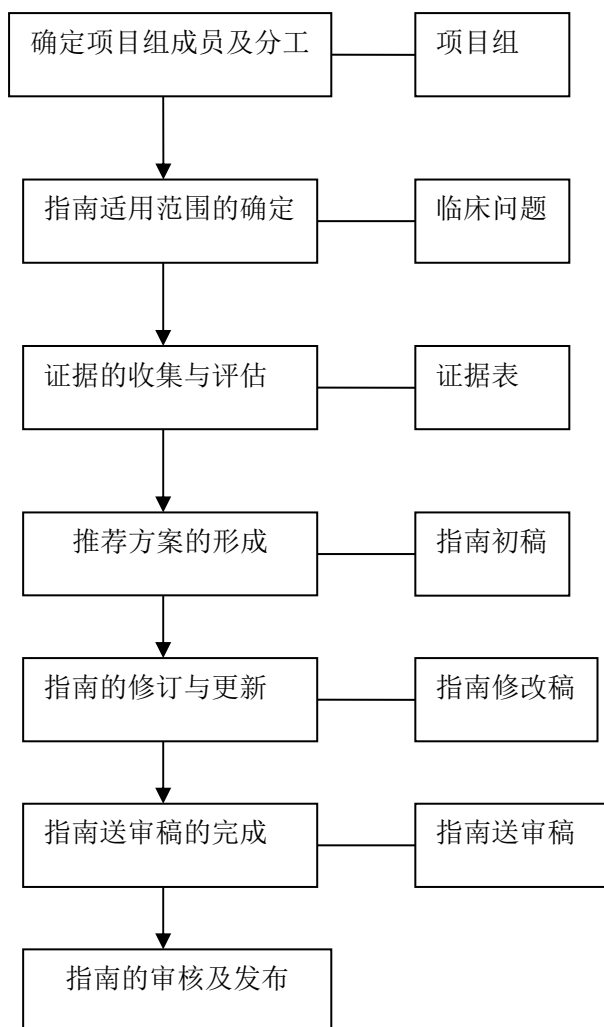 确定项目组成员及分工
项目组
指南适用范围的确定
临床问题
证据的收集与评估
证据表
推荐方案的形成
指南初稿
指南的修订与更新
指南修改稿
指南送审稿的完成
指南送审稿
指南的审核及发布